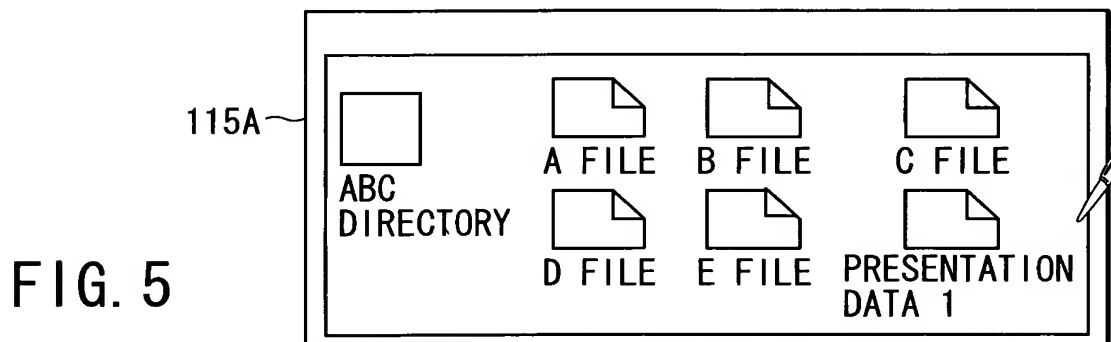 115A
A FILE B FILE C FILE
ABC
DIRECTORY
D FILE E FILE PRESENTATION
DATA 1
FIG. 5